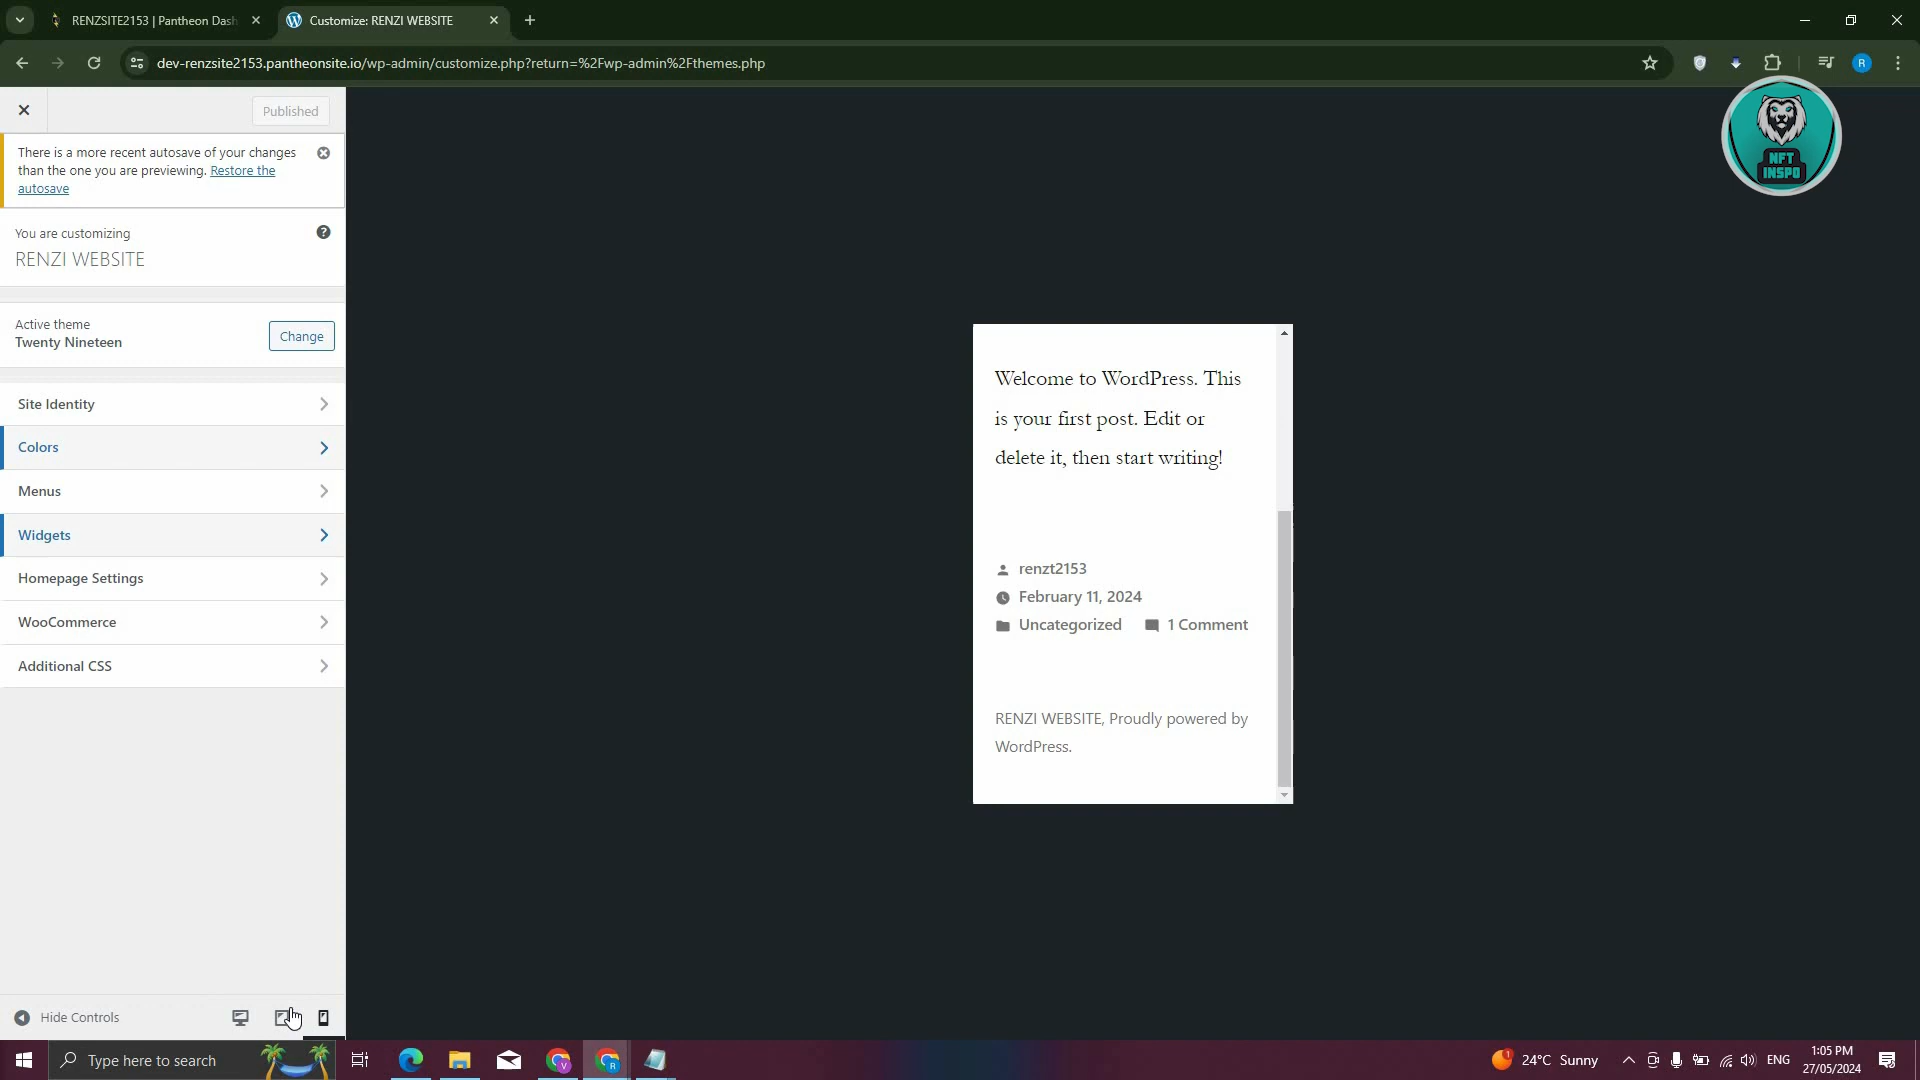 RENZSITE2153 | Pantheon Dash
Customize: RENZI WEBSITE
dev-renzsite2153.pantheonsite.io/wp-admin/customize.php?return=%2Fwp-admin%2Fthemes.php
R
NFT
INSPO
Published
There is a more recent autosave of your changes
than the one you are previewing. Restore the
autosave
You are customizing
RENZI WEBSITE
Active theme
Twenty Nineteen
Change
Site Identity
Colors
Menus
Widgets
Homepage Settings
WooCommerce
Additional CSS
Welcome to WordPress. This
is your first post. Edit or
delete it, then start writing!
renzt2153
February 11, 2024
Uncategorized 1 Comment
RENZI WEBSITE, Proudly powered by
WordPress.
Hide Controls
Type here to search
V
R
1
24°C Sunny
ENG
1:05 PM
27/05/2024